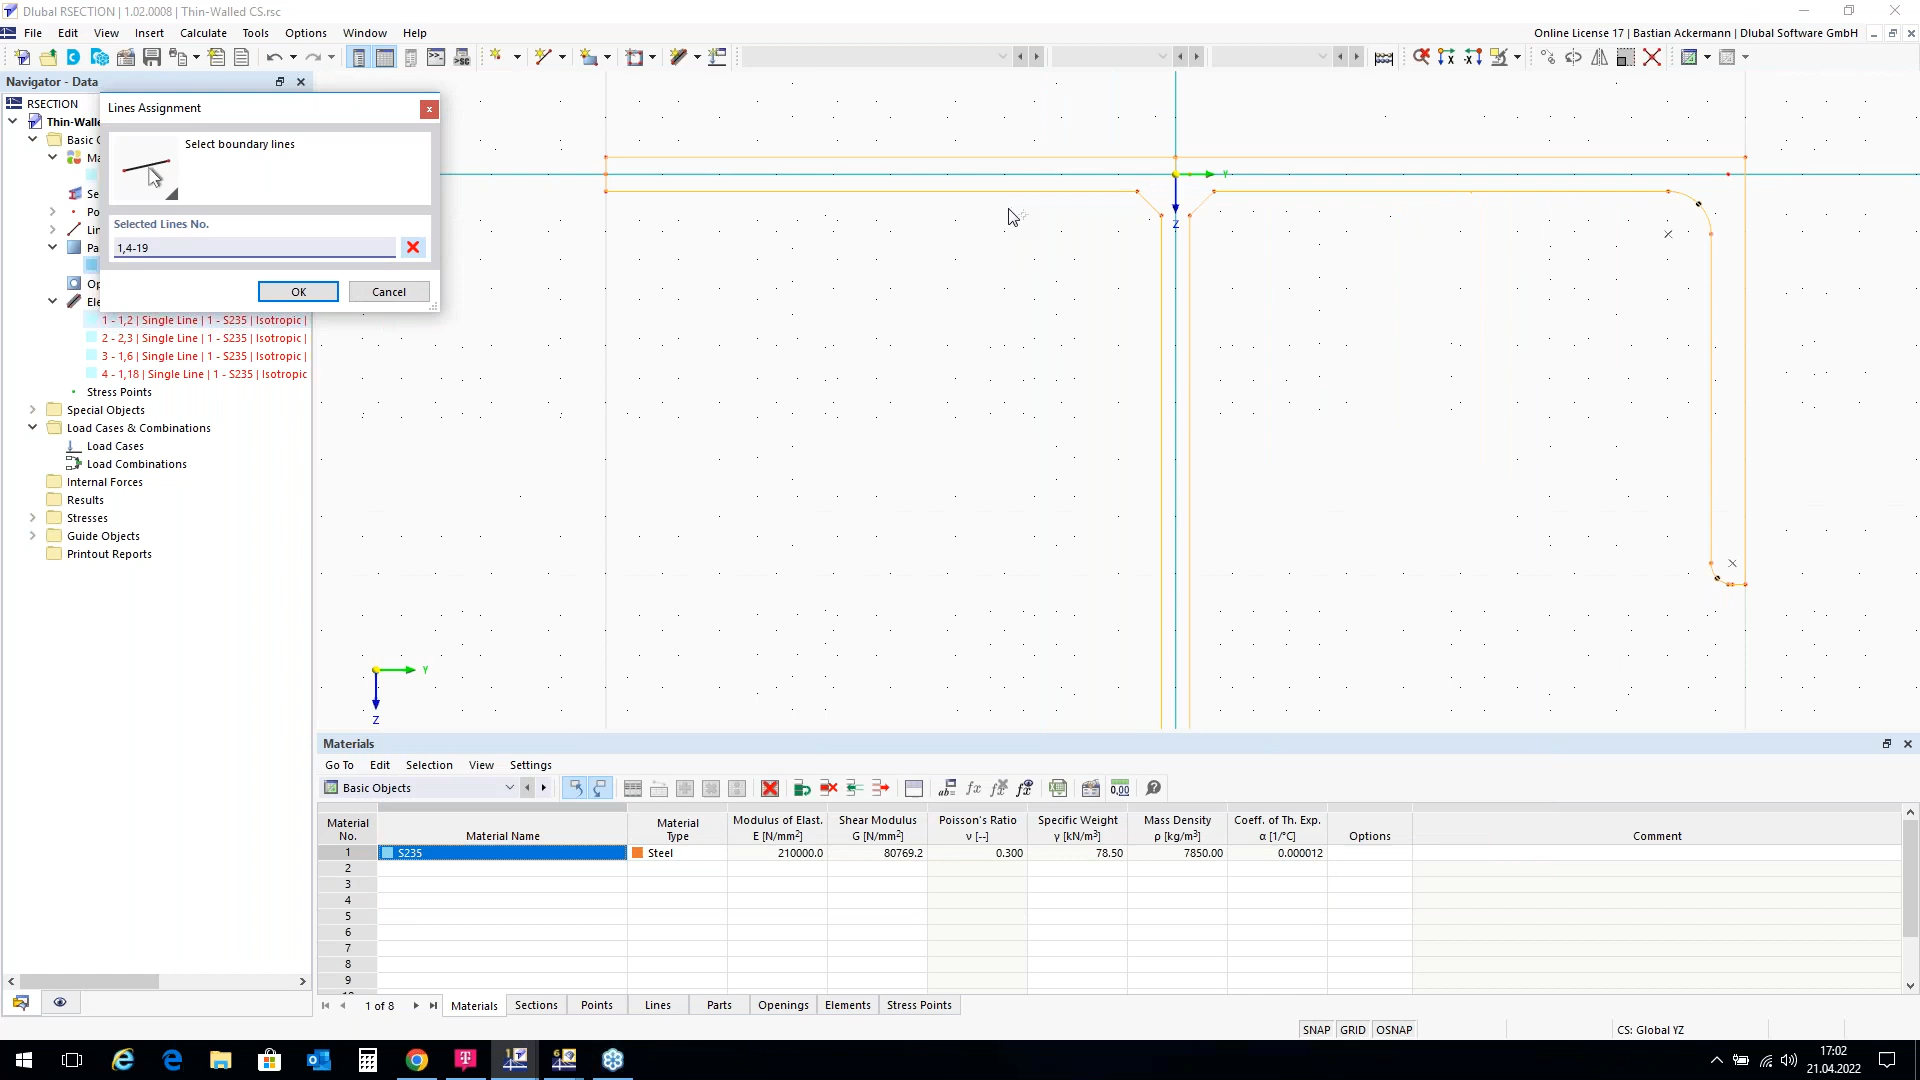 Dlubal RSECTION | 1.02.0008 | Thin-Walled CS.rsc
File Edit View Insert Calculate Tools Options Window Help
Online License 17 | Bastian Ackermann | Dlubal Software GmbH
Navigator - Data
RSECTION
Thin-Walle
Basic
Ma
Se
Po
Lin
Pa
Op
Ele
Lines Assignment
Select boundary lines
Selected Lines No.
1,4-19
OK
Cancel
1 - 1,2 | Single Line | 1 - S235 | Isotropic |
2 - 2,3 | Single Line | 1 - S235 | Isotropic |
3 - 1,6 | Single Line | 1 - S235 | Isotropic |
4 - 1,18 | Single Line | 1 - S235 | Isotropic
Stress Points
Special Objects
Load Cases & Combinations
Load Cases
Load Combinations
Internal Forces
Results
Stresses
Guide Objects
Printout Reports
Y
Z
Y
Z
Materials
Go To Edit Selection View Settings
Basic Objects
Material No. Material Name Material Type Modulus of Elast. E [N/mm²] Shear Modulus G [N/mm²] Poisson's Ratio ν [--] Specific Weight γ [kN/m³] Mass Density ρ [kg/m³] Coeff. of Th. Exp. α [1/°C] Options Comment
1 S235 Steel 210000.0 80769.2 0.300 78.50 7850.00 0.000012
2
3
4
5
6
7
8
9
1 of 8 Materials Sections Points Lines Parts Openings Elements Stress Points
SNAP GRID OSNAP CS: Global YZ
17:02
21.04.2022